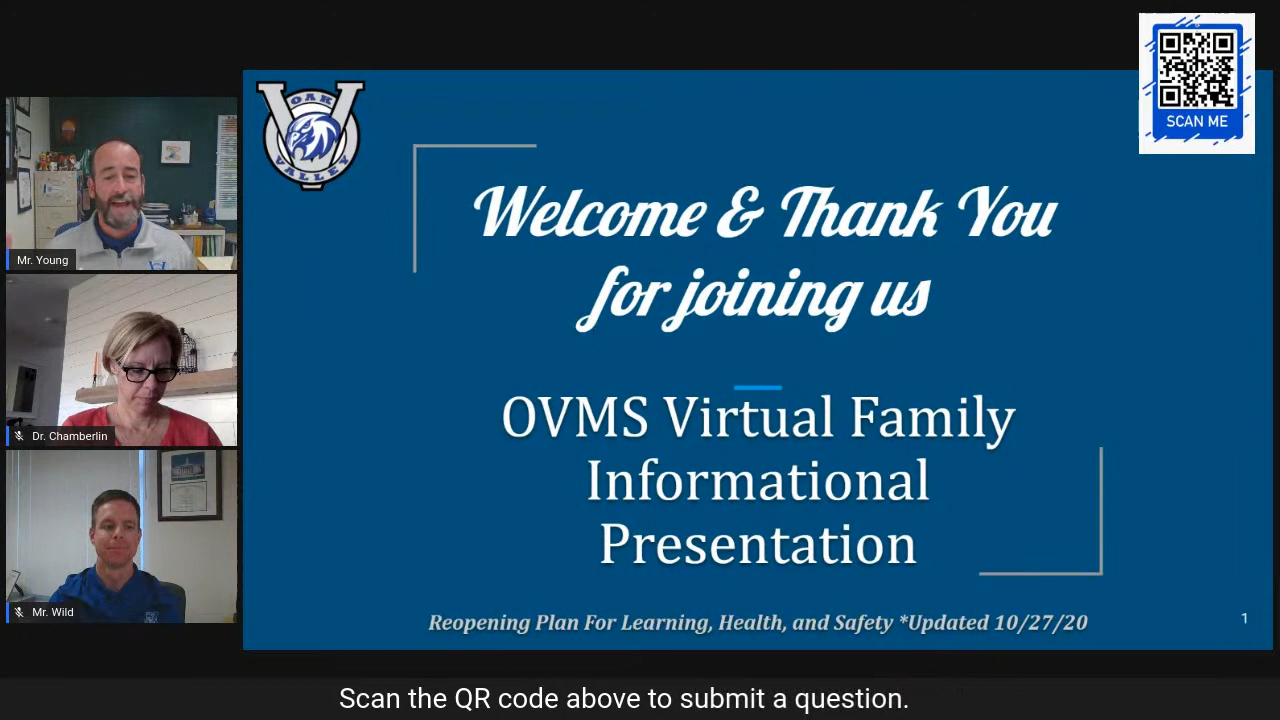 SCAN ME
OAK
V
VALLEY
Welcome & Thank You
for joining us
OVMS Virtual Family
Informational
Presentation
Reopening Plan For Learning, Health, and Safety *Updated 10/27/20
1
Mr. Young
Dr. Chamberlin
Mr. Wild
Scan the QR code above to submit a question.